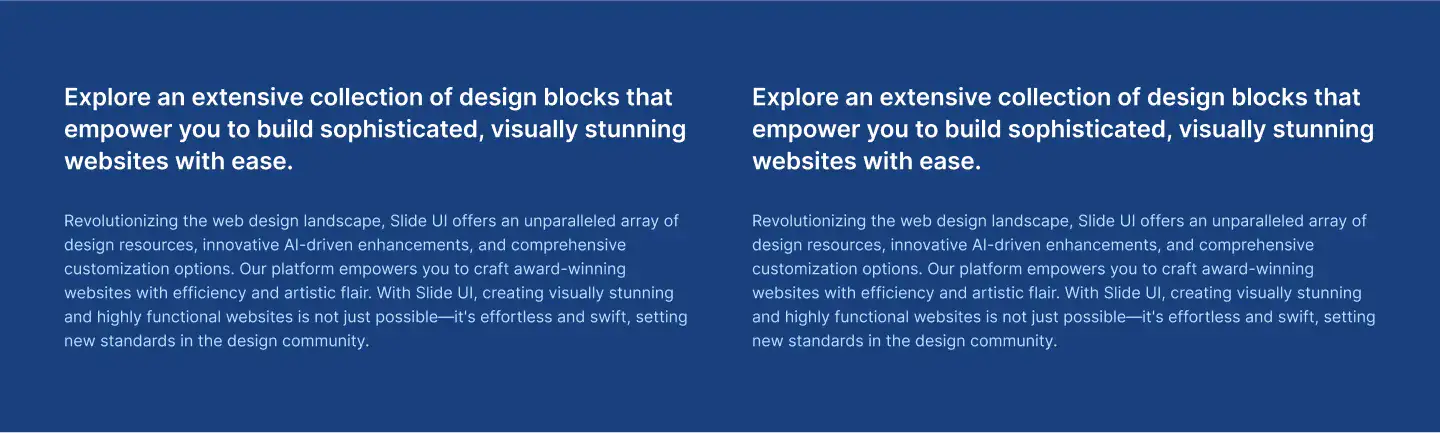 Explore an extensive collection of design blocks that
empower you to build sophisticated, visually stunning
websites with ease.
Revolutionizing the web design landscape, Slide UI offers an unparalleled array of
design resources, innovative AI-driven enhancements, and comprehensive
customization options. Our platform empowers you to craft award-winning
websites with efficiency and artistic flair. With Slide UI, creating visually stunning
and highly functional websites is not just possible—it's effortless and swift, setting
new standards in the design community.
Explore an extensive collection of design blocks that
empower you to build sophisticated, visually stunning
websites with ease.
Revolutionizing the web design landscape, Slide UI offers an unparalleled array of
design resources, innovative AI-driven enhancements, and comprehensive
customization options. Our platform empowers you to craft award-winning
websites with efficiency and artistic flair. With Slide UI, creating visually stunning
and highly functional websites is not just possible—it's effortless and swift, setting
new standards in the design community.